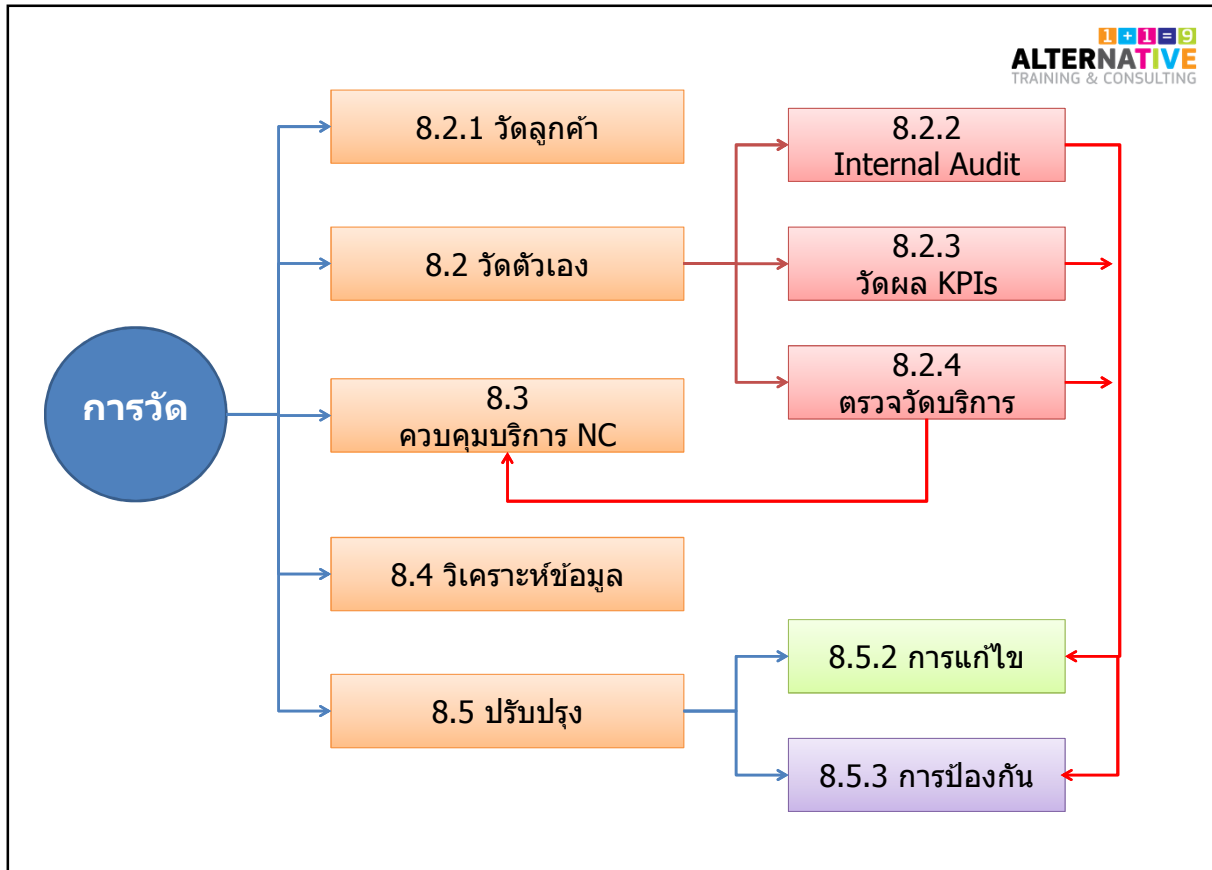 1+1=9
ALTERNATIVE
TRAINING & CONSULTING
การวัด
8.2.1 วัดลูกค้า
8.2 วัดตัวเอง
8.3
ควบคุมบริการ NC
8.4 วิเคราะห์ข้อมูล
8.5 ปรับปรุง
8.2.2
Internal Audit
8.2.3
วัดผล KPIs
8.2.4
ตรวจวัดบริการ
8.5.2 การแก้ไข
8.5.3 การป้องกัน